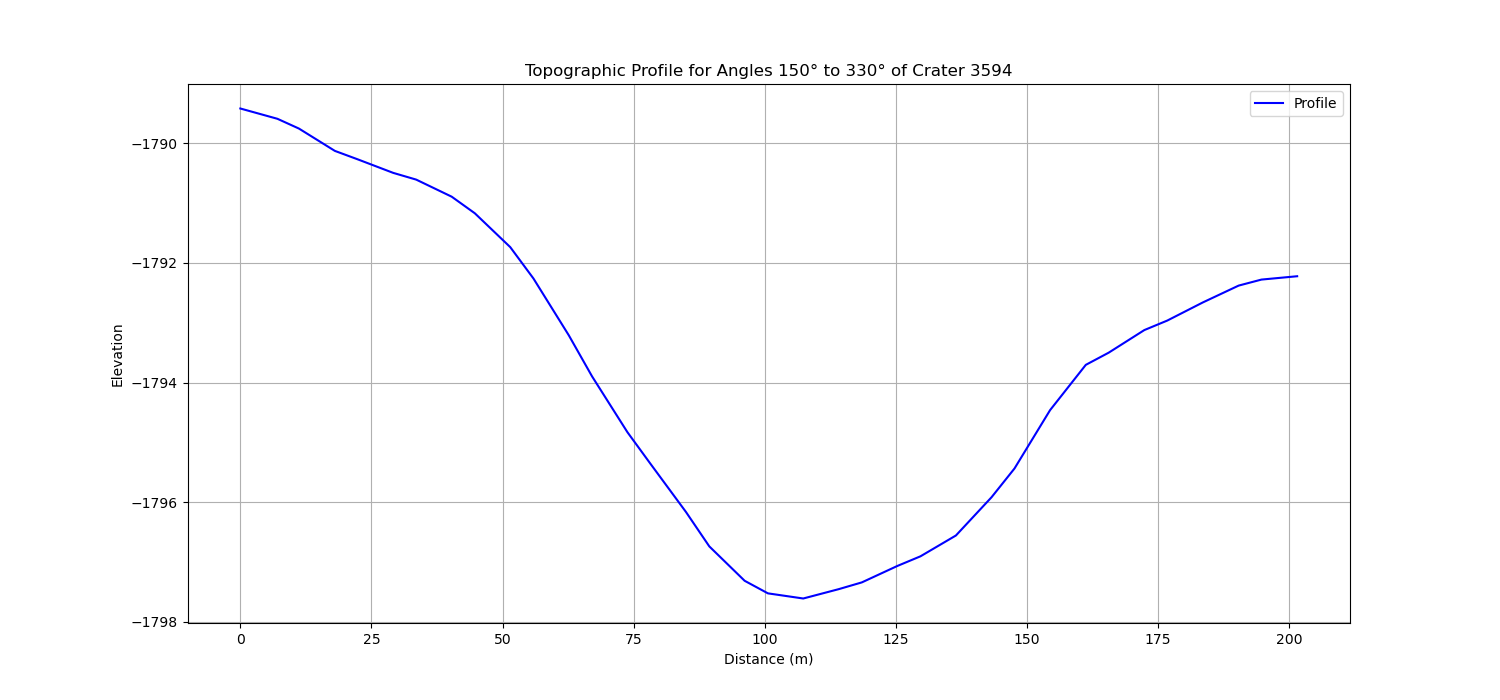 Topographic Profile for Angles 150° to 330° of Crater 3594
Profile
Elevation
−1790
−1792
−1794
−1796
−1798
0 25 50 75 100 125 150 175 200
Distance (m)